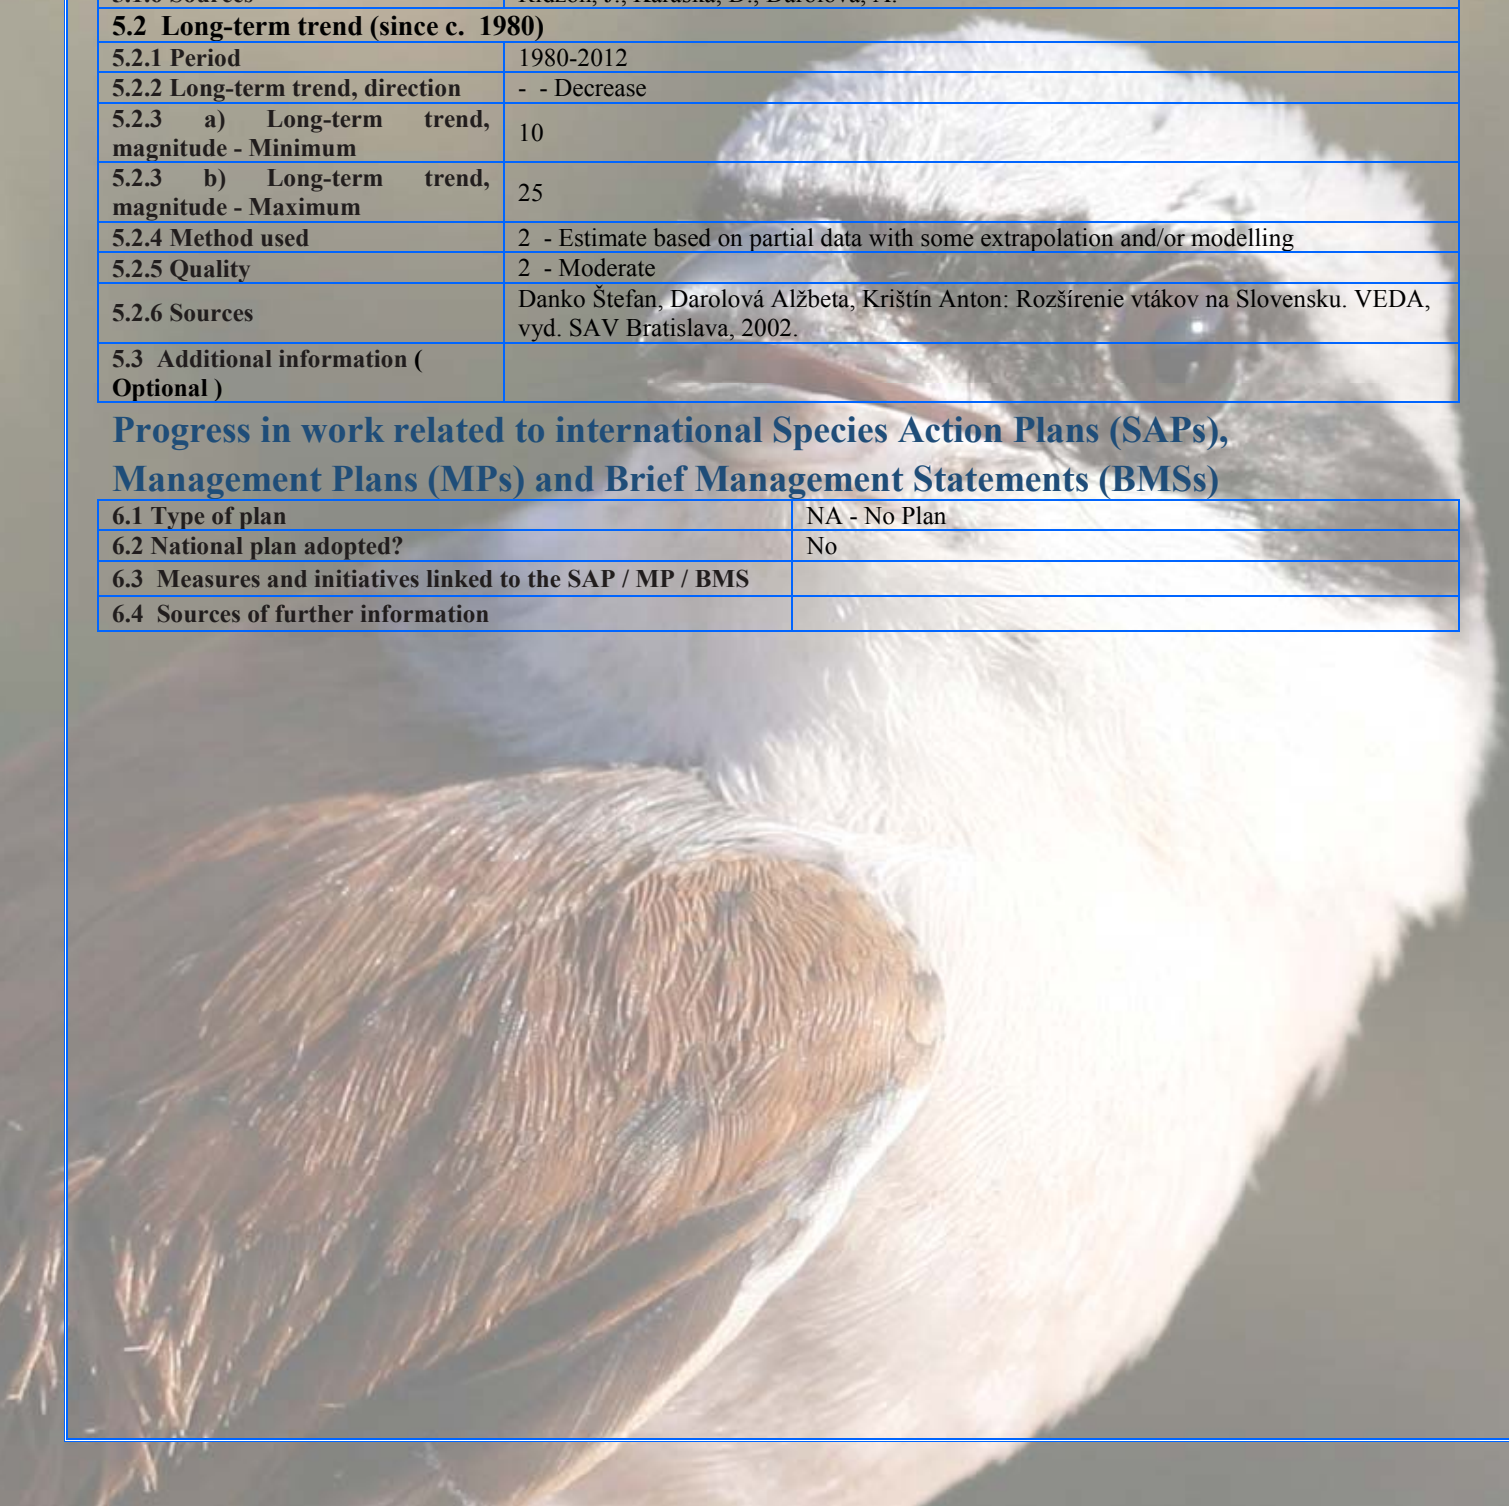 5.2 Long-term trend (since c. 1980)
5.2.1 Period 1980-2012
5.2.2 Long-term trend, direction - - Decrease
5.2.3 a) Long-term trend,
magnitude - Minimum
10
5.2.3 b) Long-term trend,
magnitude - Maximum
25
5.2.4 Method used 2 - Estimate based on partial data with some extrapolation and/or modelling
5.2.5 Quality 2 - Moderate
5.2.6 Sources
Danko Štefan, Darolová Alžbeta, Krištín Anton: Rozšírenie vtákov na Slovensku. VEDA,
vyd. SAV Bratislava, 2002.
5.3 Additional information (
Optional )
Progress in work related to international Species Action Plans (SAPs),
Management Plans (MPs) and Brief Management Statements (BMSs)
6.1 Type of plan NA - No Plan
6.2 National plan adopted? No
6.3 Measures and initiatives linked to the SAP / MP / BMS
6.4 Sources of further information